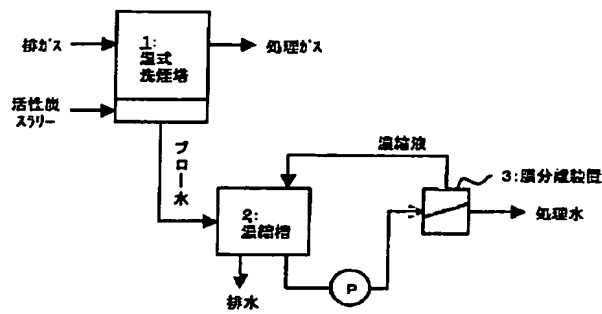 排ガス
1:
湿式
洗煙塔
処理ガス
活性炭
スラリー
ブロー水
濃縮液
3:膜分離装置
2:
濃縮槽
処理水
P
排水